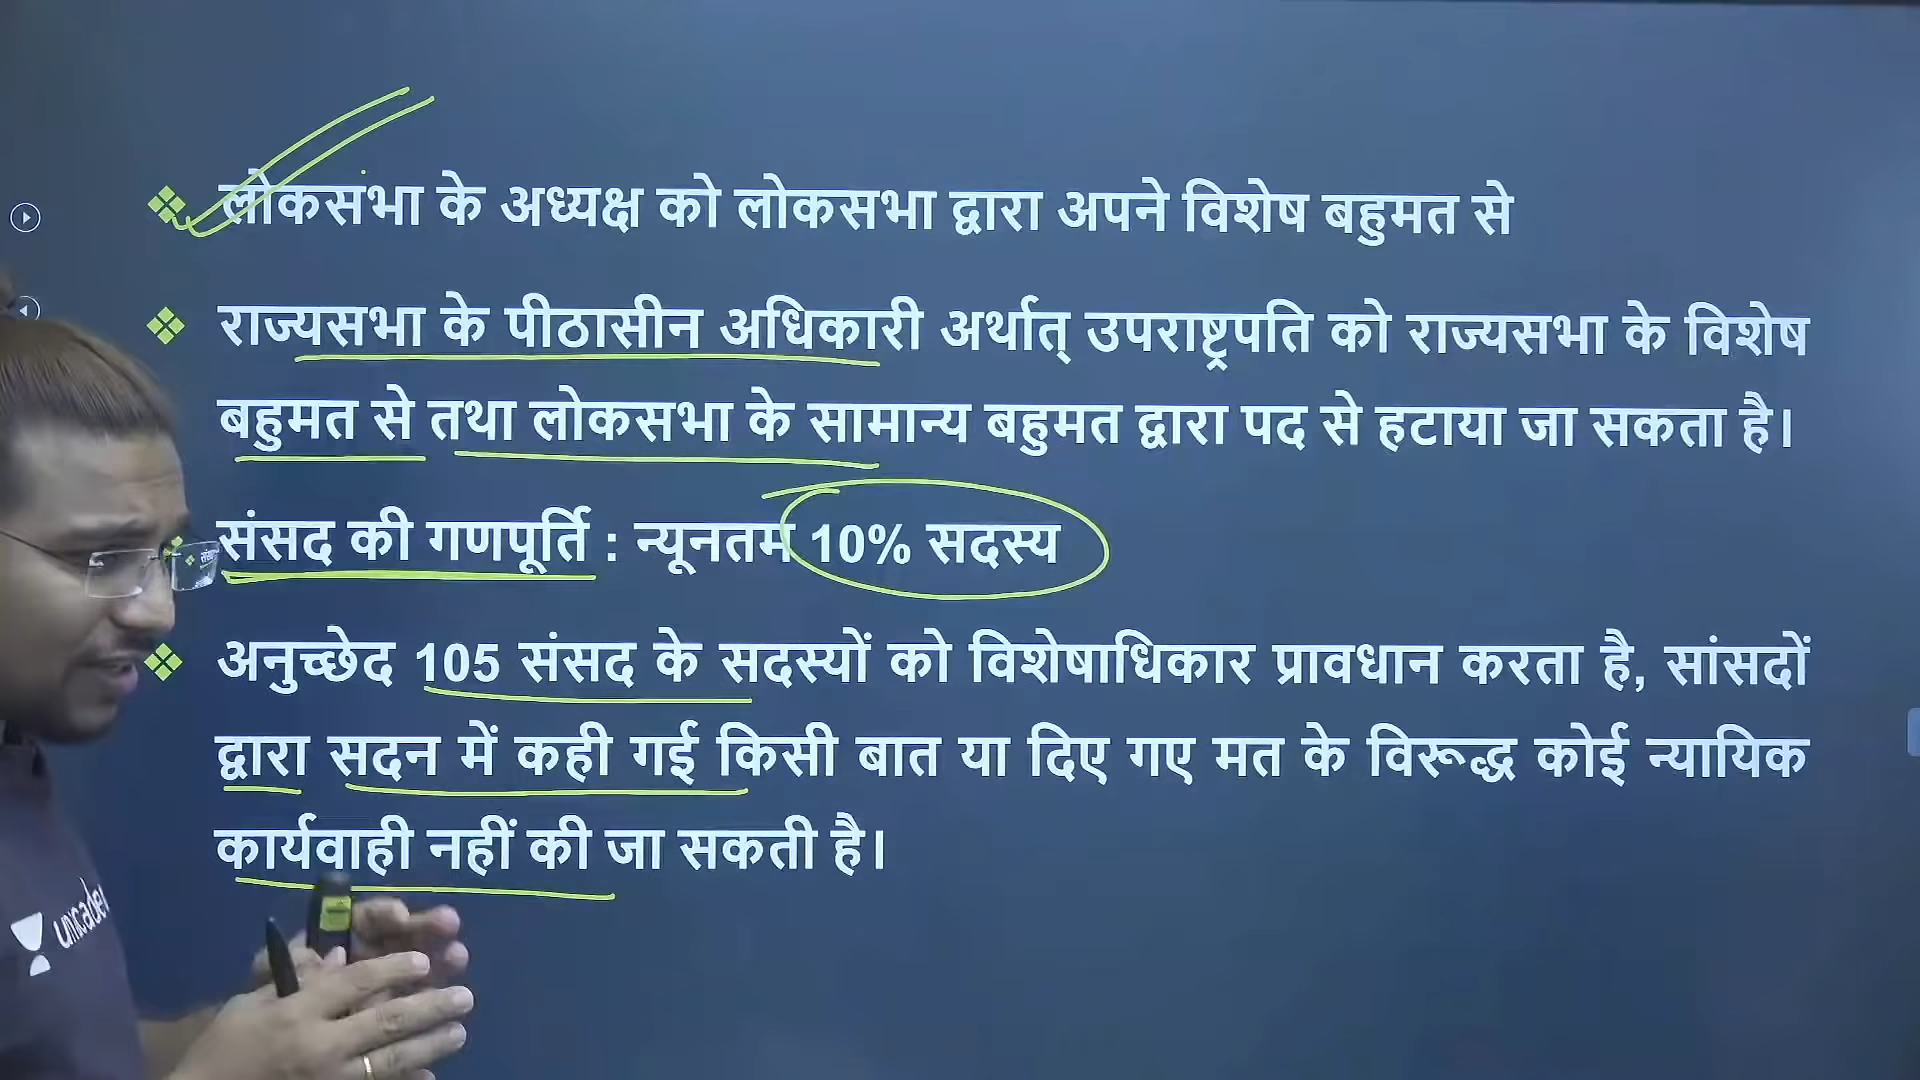 लोकसभा के अध्यक्ष को लोकसभा द्वारा अपने विशेष बहुमत से
राज्यसभा के पीठासीन अधिकारी अर्थात् उपराष्ट्रपति को राज्यसभा के विशेष
बहुमत से तथा लोकसभा के सामान्य बहुमत द्वारा पद से हटाया जा सकता है।
संसद की गणपूर्ति : न्यूनतम 10% सदस्य
अनुच्छेद 105 संसद के सदस्यों को विशेषाधिकार प्रावधान करता है, सांसदों
द्वारा सदन में कही गई किसी बात या दिए गए मत के विरूद्ध कोई न्यायिक
कार्यवाही नहीं की जा सकती है।